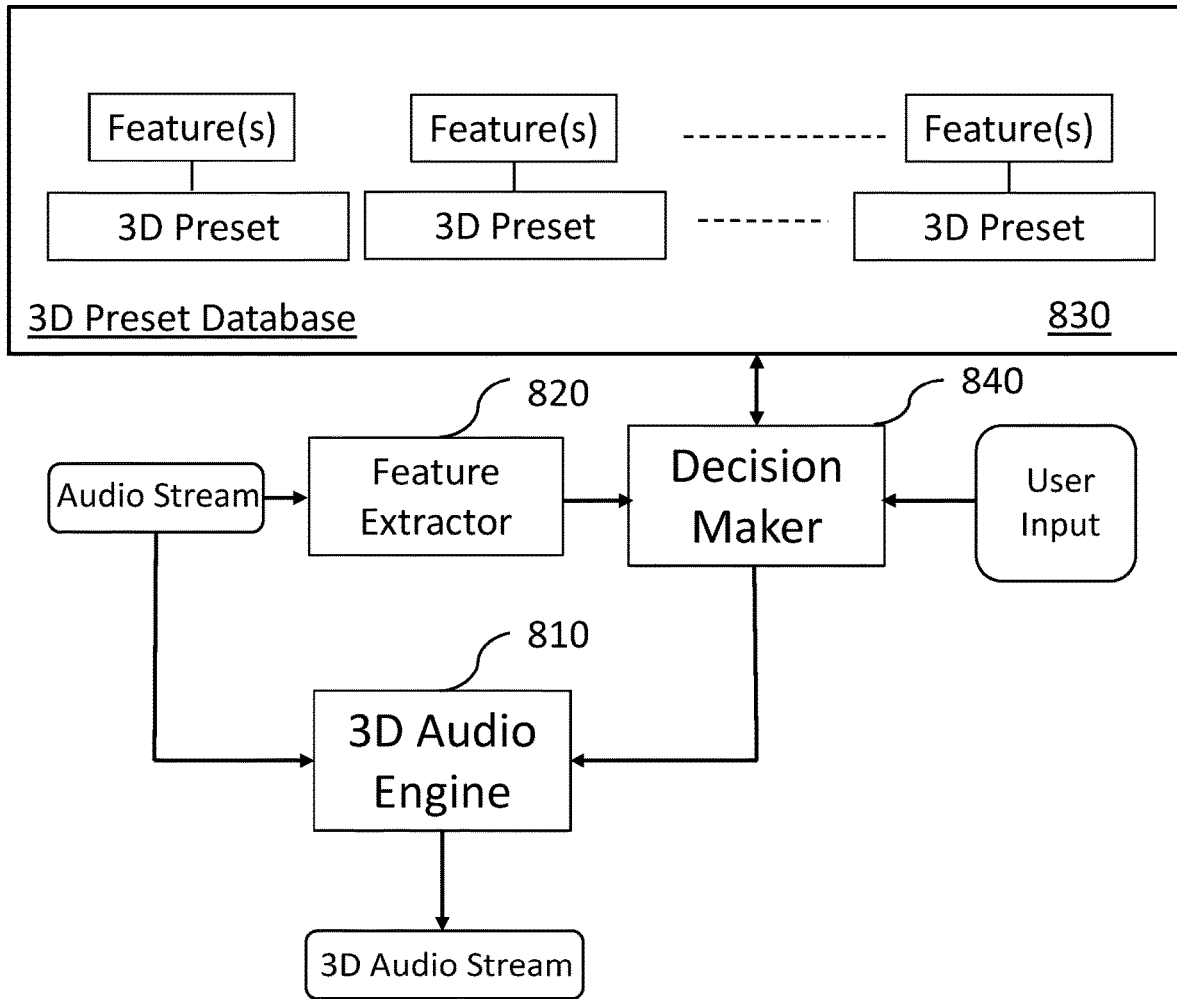 Feature(s)
Feature(s)
Feature(s)
3D Preset
3D Preset
3D Preset
3D Preset Database
830
820
840
Audio Stream
Feature
Extractor
Decision
Maker
User
Input
810
3D Audio
Engine
3D Audio Stream